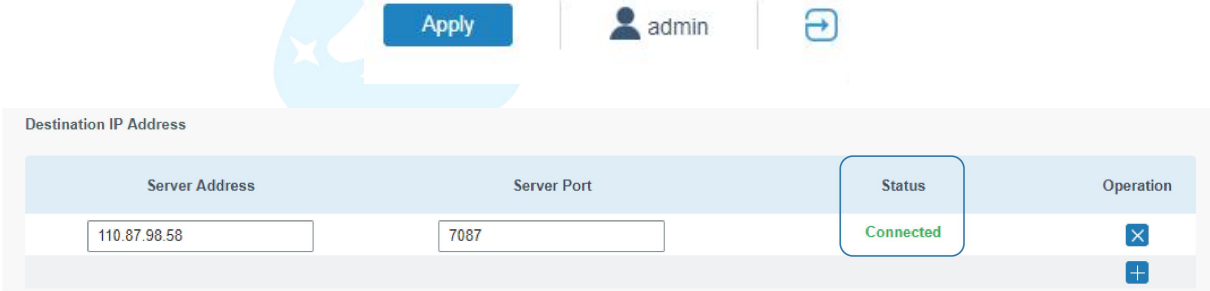 Apply admin
Destination IP Address
Server Address Server Port Status Operation
110.87.98.58 7087 Connected